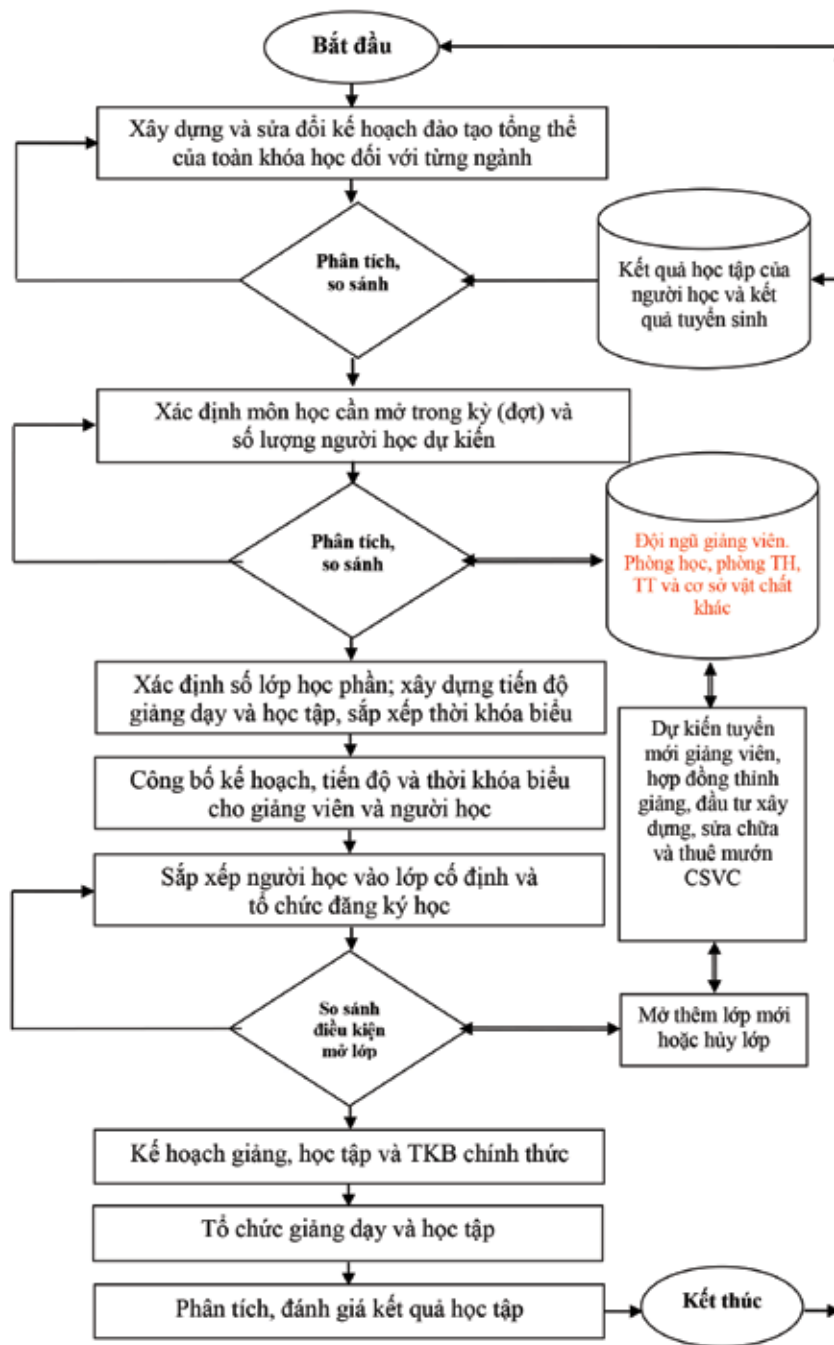 Bắt đầu
Xây dựng và sửa đổi kế hoạch đào tạo tổng thể
của toàn khóa học đối với từng ngành
Phân tích,
so sánh
Kết quả học tập của
người học và kết
quả tuyển sinh
Xác định môn học cần mở trong kỳ (đợt) và
số lượng người học dự kiến
Phân tích,
so sánh
Đội ngũ giảng viên.
Phòng học, phòng TH,
TT và cơ sở vật chất
khác
Xác định số lớp học phần; xây dựng tiến độ
giảng dạy và học tập, sắp xếp thời khóa biểu
Dự kiến tuyển
mới giảng viên,
hợp đồng thỉnh
giảng, đầu tư xây
dựng, sửa chữa
và thuê mướn
CSVC
Công bố kế hoạch, tiến độ và thời khóa biểu
cho giảng viên và người học
Sắp xếp người học vào lớp cố định và
tổ chức đăng ký học
So sánh
điều kiện
mở lớp
Mở thêm lớp mới
hoặc hủy lớp
Kế hoạch giảng, học tập và TKB chính thức
Tổ chức giảng dạy và học tập
Phân tích, đánh giá kết quả học tập
Kết thúc